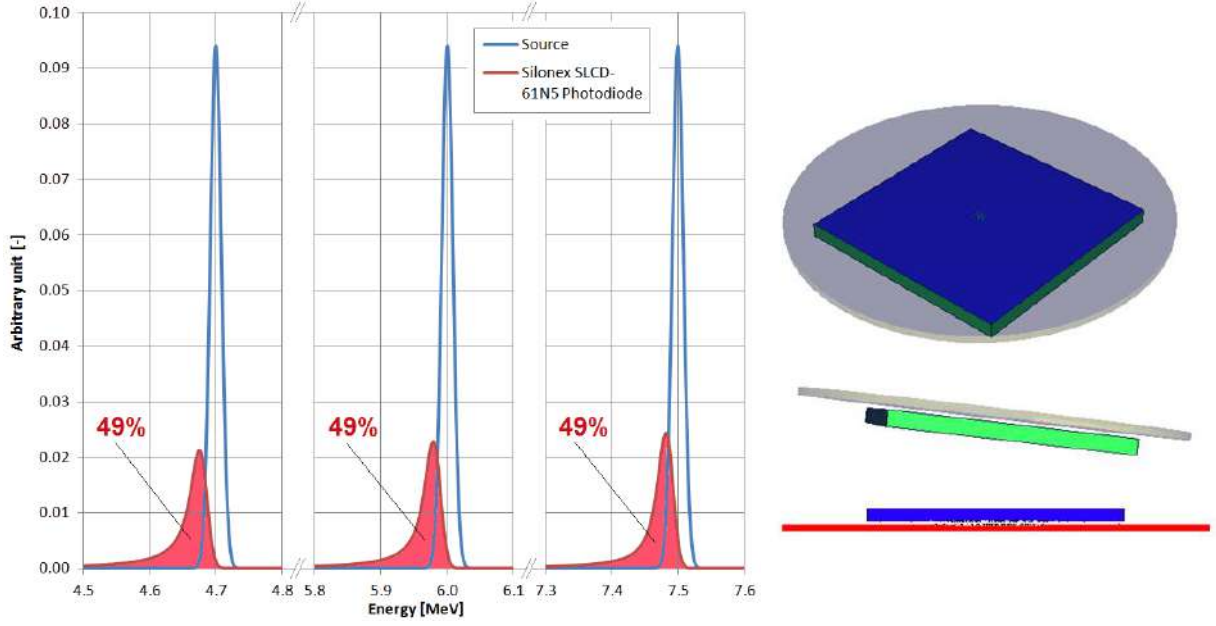 0.10
0.09
0.08
0.07
0.06
0.05
0.04
0.03
0.02
0.01
0.00
Arbitrary unit [-]
Source
Silonex SLCD-
61N5 Photodiode
49%
49%
49%
4.5 4.6 4.7 4.8 5.8 5.9 6.0 6.1 7.3 7.4 7.5 7.6
Energy [MeV]